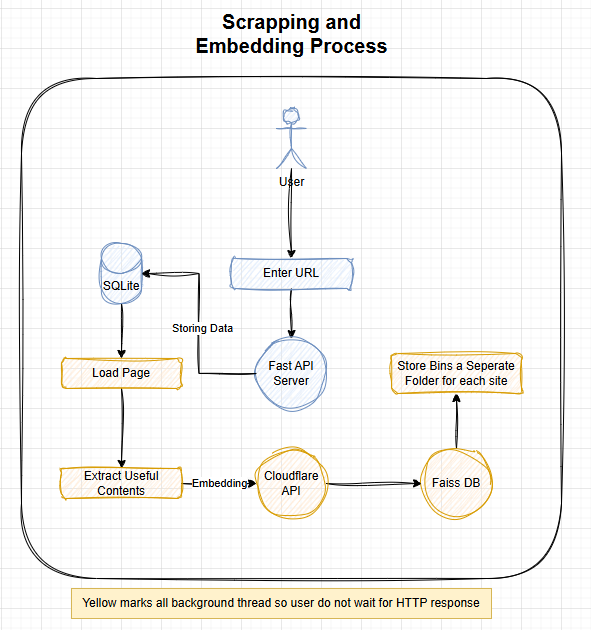 Scrapping and
Embedding Process
User
Enter URL
SQLite
Storing Data
Fast API
Server
Load Page
Store Bins a Seperate
Folder for each site
Extract Useful
Contents
Embedding
Cloudflare
API
Faiss DB
Yellow marks all background thread so user do not wait for HTTP response